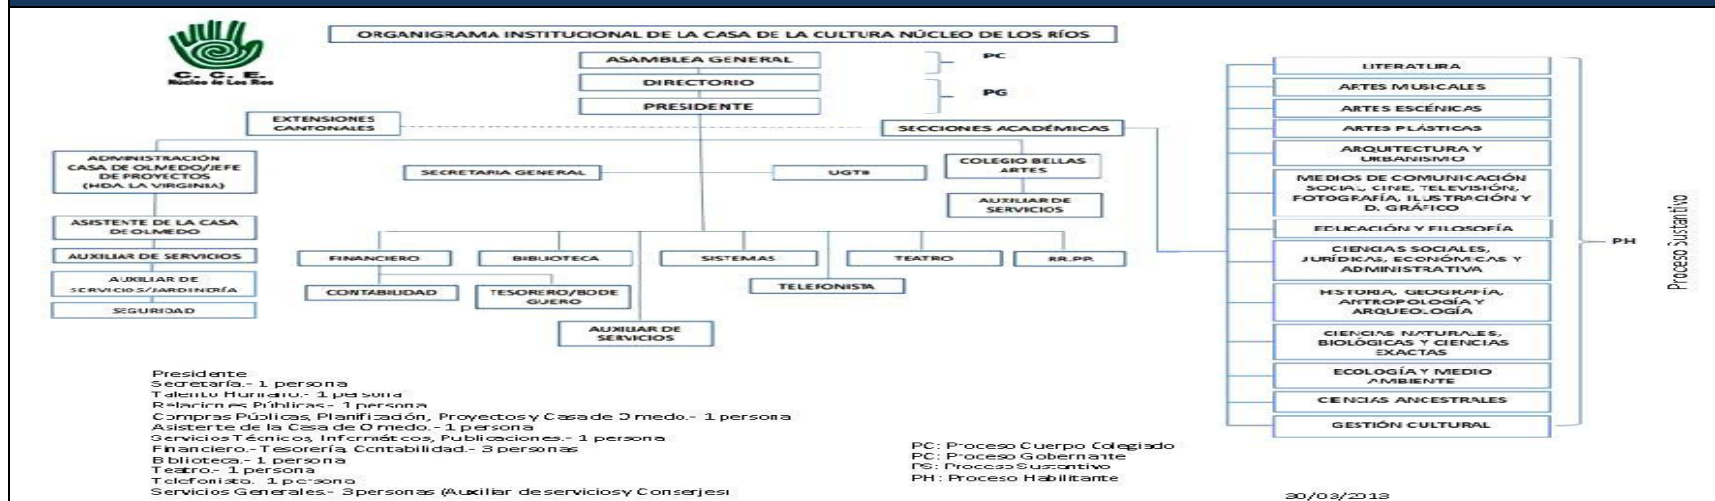 ORGANIGRAMA INSTITUCIONAL DE LA CASA DE LA CULTURA NÚCLEO DE LOS RÍOS
C. C. E.
Núcleo de Los Ríos
ASAMBLEA GENERAL
PC
DIRECTORIO
PG
PRESIDENTE
EXTENSIONES
CANTONALES
SECCIONES ACADÉMICAS
ADMINISTRACIÓN
CASA DE OLMEDO/JEFE
DE PROYECTOS
(HDA. LA VIRGINIA)
SECRETARIA GENERAL
UGTH
COLEGIO BELLAS
ARTES
AUXILIAR DE
SERVICIOS
ASISTENTE DE LA CASA
DE OLMEDO
AUXILIAR DE SERVICIOS
AUXILIAR DE
SERVICIOS/JARDINERÍA
SEGURIDAD
FINANCIERO
BIBLIOTECA
SISTEMAS
TEATRO
RR.PP.
CONTABILIDAD
TESORERO/BODE
GUERO
TELEFONISTA
AUXILIAR DE
SERVICIOS
LITERATURA
ARTES MUSICALES
ARTES ESCÉNICAS
ARTES PLÁSTICAS
ARQUITECTURA Y
URBANISMO
MEDIOS DE COMUNICACIÓN
SOCIAL, CINE, TELEVISIÓN,
FOTOGRAFÍA, ILUSTRACIÓN Y
D. GRÁFICO
EDUCACIÓN Y FILOSOFÍA
CIENCIAS SOCIALES,
JURÍDICAS, ECONÓMICAS Y
ADMINISTRATIVA
HISTORIA, GEOGRAFÍA,
ANTROPOLOGÍA Y
ARQUEOLOGÍA
CIENCIAS NATURALES,
BIOLÓGICAS Y CIENCIAS
EXACTAS
ECOLOGÍA Y MEDIO
AMBIENTE
CIENCIAS ANCESTRALES
GESTIÓN CULTURAL
PH
Proceso Sustantivo
Presidente
Secretaría.- 1 persona
Talento Humano.- 1 persona
Relaciones Públicas.- 1 persona
Compras Públicas, Planificación, Proyectos y Casa de Olmedo.- 1 persona
Asistente de la Casa de Olmedo.- 1 persona
Servicios Técnicos, Informáticos, Publicaciones.- 1 persona
Financiero.- Tesorería, Contabilidad.- 3 personas
Biblioteca.- 1 persona
Teatro.- 1 persona
Telefonista.- 1 persona
Servicios Generales.- 3 personas (Auxiliar de servicios y Conserjes)
PC: Proceso Cuerpo Colegiado
PC: Proceso Gobernante
PS: Proceso Sustantivo
PH: Proceso Habilitante
30/03/2013